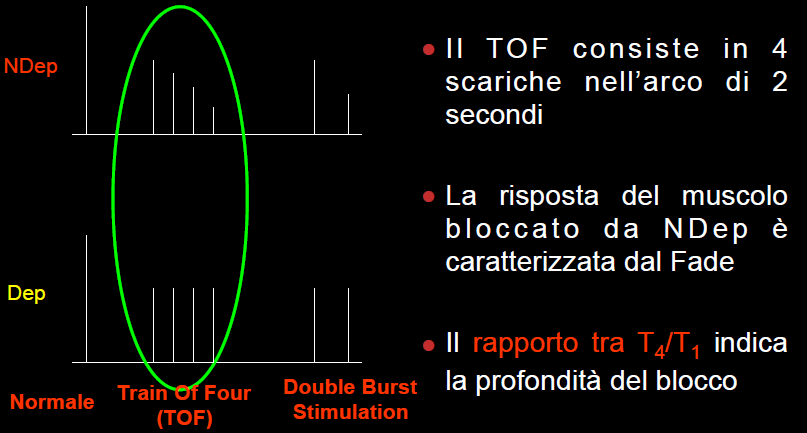 NDep
Dep
Normale
Train Of Four
(TOF)
Double Burst
Stimulation
Il TOF consiste in 4
scariche nell’arco di 2
secondi
La risposta del muscolo
bloccato da NDep è
caratterizzata dal Fade
Il rapporto tra T4/T1 indica
la profondità del blocco